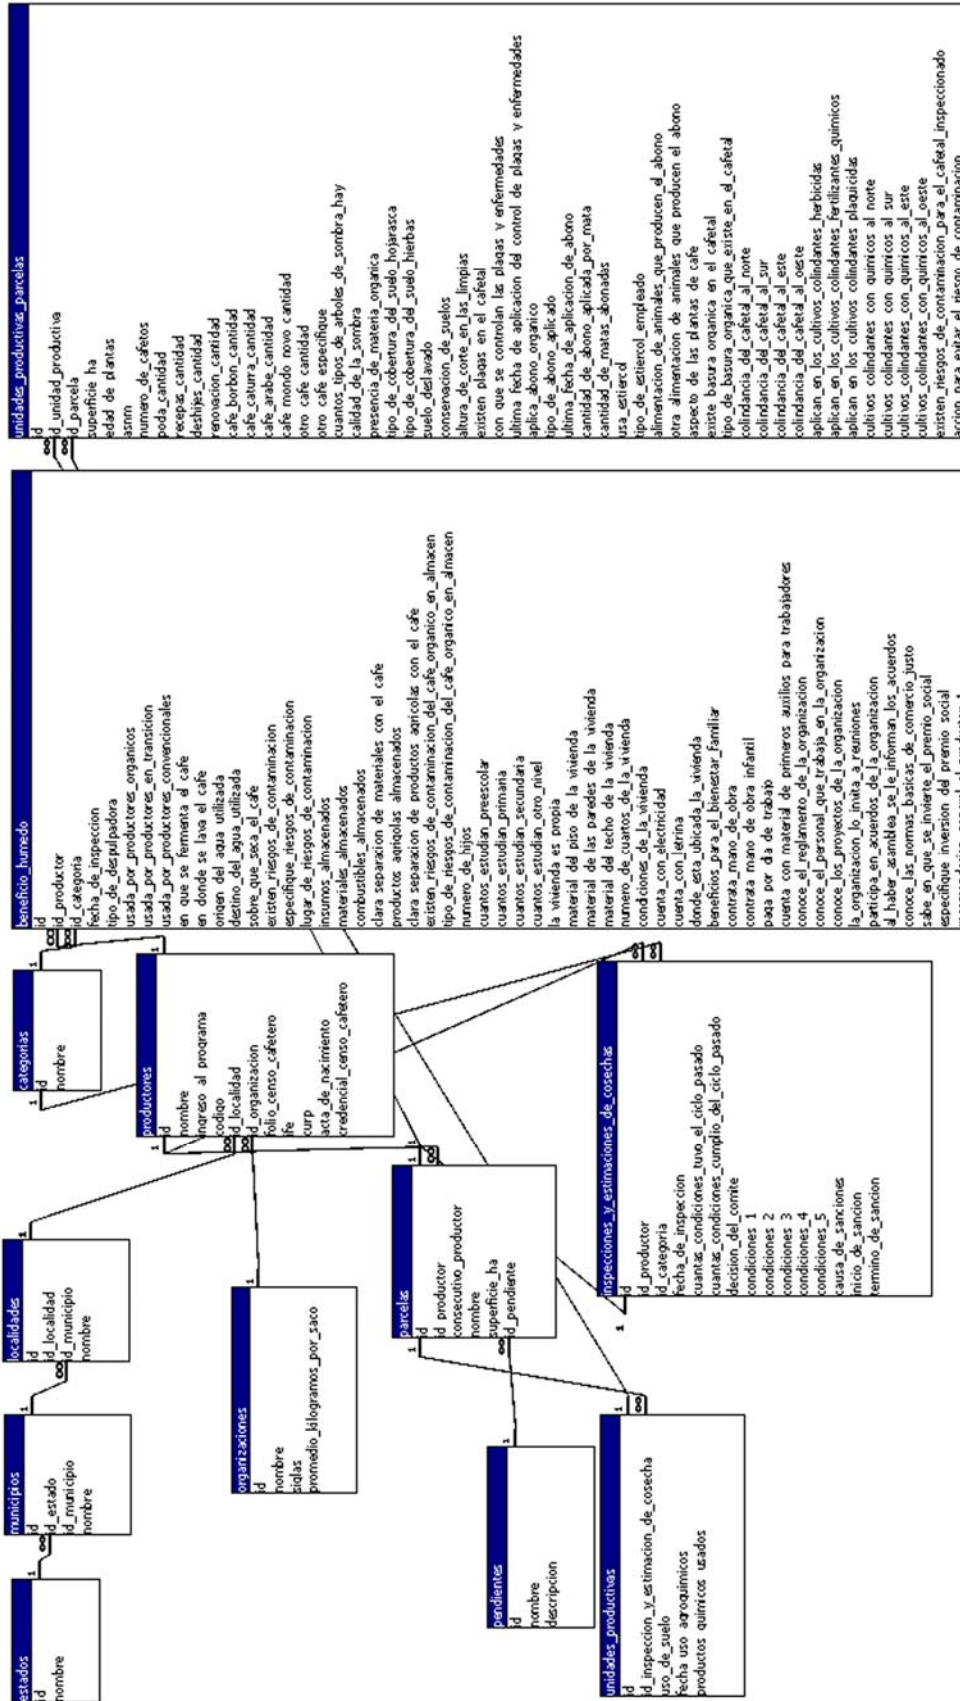 estados
id
nombre
municipios
id
id_estado
id_municipio
nombre
localidades
id
id_localidad
id_municipio
nombre
categorias
id
nombre
productores
id
nombre
ingreso al programa
codigo
id_localidad
id_organizacion
folio_censo_cafetero
ife
curp
acta_de_nacimiento
credencial_censo_cafetero
organizaciones
id
nombre
siglas
promedio_kilogramos_por_saco
parcelas
id
id_productor
consecutivo_productor
nombre
superficie_ha
id_pendiente
pendientes
id
nombre
descripcion
unidades_productivas
id
id_inspeccion_y_estimacion_de_cosecha
uso_de_suelo
fecha uso agroquimicos
productos quimicos usados
inspecciones_y_estimaciones_de_cosechas
id
id_productor
id_categoria
fecha_de_inspeccion
cuantas_condiciones_tuvo_el_ciclo_pasado
cuantas_condiciones_cumplio_del_ciclo_pasado
decision_del_comite
condiciones 1
condiciones 2
condiciones 3
condiciones_4
condiciones_5
causa_de_sanciones
inicio_de_sancion
termino_de_sancion
beneficio_humedo
id
id_productor
id_categoria
fecha_de_inspeccion
tipo_de_despulpadora
usada_por_productores_organicos
usada_por_productores_en_transicion
usada_por_productores_convencionales
en que se fermenta el cafe
en donde se lava el cafe
origen del agua utilizada
destino_del_agua_utilizada
sobre_que_seca_el_cafe
existen_riesgos_de_contaminacion
especifique_riesgos_de_contaminacion
lugar_de_riesgos_de_contaminacion
insumos_almacenados
materiales_almacenados
combustibles_almacenados
clara separacion de materiales con el cafe
productos agrigolas almacenados
clara separacion de productos agricolas con el cafe
existen_riesgos_de_contaminacion_del_cafe_organico_en_almacen
tipo_de_riesgos_de_contaminacion_del_cafe_organico_en_almacen
numero_de_hijos
cuantos_estudian_preescolar
cuantos_estudian_primaria
cuantos_estudian_secundaria
cuantos_estudian_otro_nivel
la vivienda es propia
material del piso de la vivienda
material de las paredes de la vivienda
material del techo de la vivienda
numero_de_cuartos_de_la_vivienda
condiciones_de_la_vivienda
cuenta_con_electricidad
cuenta_con_letrina
donde_esta_ubicada_la_vivienda
beneficios_para_el_bienestar_familiar
contrata_mano_de_obra
contrata mano de obra infantil
paga por dia de trabajo
cuenta con material de primeros auxilios para trabajadores
conoce_el_reglamento_de_la_organizacion
conoce_el_personal_que_trabaja_en_la_organizacion
conoce_los_proyectos_de_la_organizacion
la_organizacion_lo_invita_a_reuniones
participa_en_acuerdos_de_la_organizacion
al_haber_asamblea_se_le_informan_los_acuerdos
conoce_las_normas_basicas_de_comercio_justo
sabe_en_que_se_invierte_el_premio_social
especifique inversion del premio social
unidades_productivas_parcelas
id
id_unidad_productiva
id_parcela
superficie ha
edad de plantas
asnm
numero_de_cafetos
poda_cantidad
recepas_cantidad
deshijes_cantidad
renovacion_cantidad
cafe_borbon_cantidad
cafe_caturra_cantidad
cafe_arabe_cantidad
cafe mondo novo cantidad
otro cafe cantidad
otro cafe especifique
cuantos_tipos_de_arboles_de_sombra_hay
calidad_de_la_sombra
presencia_de_materia_organica
tipo_de_cobertura_del_suelo_hojarasca
tipo_de_cobertura_del_suelo_hierbas
suelo_deslavado
conservacion_de_suelos
altura_de_corte_en_las_limpias
existen plagas en el cafetal
con que se controlan las plagas y enfermedades
ultima fecha de aplicacion del control de plagas y enfermedades
aplica_abono_organico
tipo_de_abono_aplicado
ultima_fecha_de_aplicacion_de_abono
cantidad_de_abono_aplicada_por_mata
cantidad_de_matas_abonadas
usa_estiercol
tipo_de_estiercol_empleado
alimentacion_de_animales_que_producen_el_abono
otra alimentacion de animales que producen el abono
aspecto de las plantas de cafe
existe basura organica en el cafetal
tipo_de_basura_organica_que_existe_en_el_cafetal
colindancia_del_cafetal_al_norte
colindancia_del_cafetal_al_sur
colindancia_del_cafetal_al_este
colindancia_del_cafetal_al_oeste
aplican_en_los_cultivos_colindantes_herbicidas
aplican_en_los_cultivos_colindantes_fertilizantes_quimicos
aplican en los cultivos colindantes plaguicidas
cultivos colindantes con quimicos al norte
cultivos colindantes con quimicos al sur
cultivos_colindantes_con_quimicos_al_este
cultivos_colindantes_con_quimicos_al_oeste
existen_riesgos_de_contaminacion_para_el_cafetal_inspeccionado
accion_para_evitar_el_riesgo_de_contaminacion